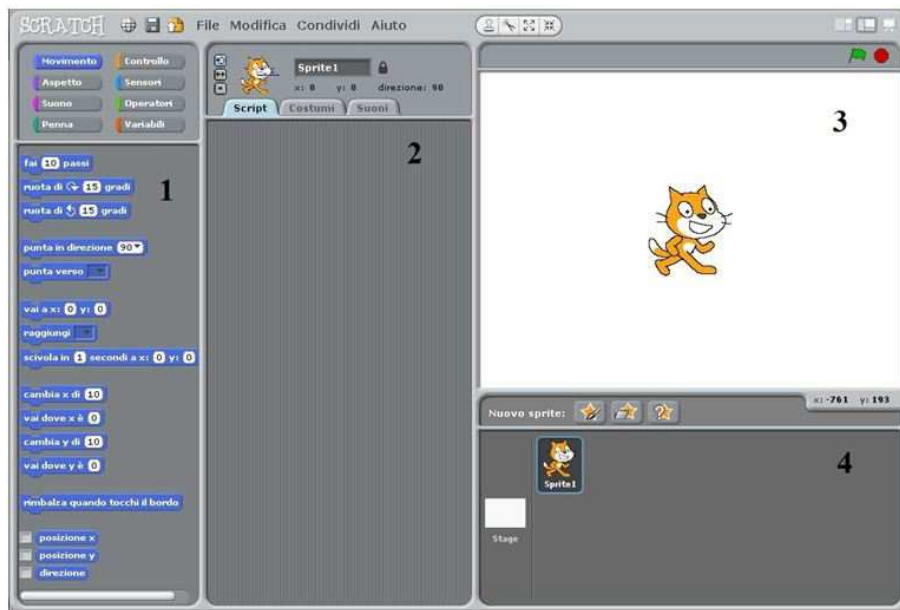 SCRATCH File Modifica Condividi Aiuto
Movimento Controllo
Aspetto Sensori
Suono Operatori
Penna Variabili
fai 10 passi
ruota di 15 gradi
ruota di 15 gradi
punta in direzione 90
punta verso
vai a x: 0 y: 0
raggiungi
scivola in 1 secondi a x: 0 y: 0
cambia x di 10
vai dove x è 0
cambia y di 10
vai dove y è 0
rimbalza quando tocchi il bordo
posizione x
posizione y
direzione
1
Sprite1
x: 0 y: 0 direzione: 90
Script Costumi Suoni
2
3
x: -761 y: 193
Nuovo sprite:
Sprite1
Stage
4